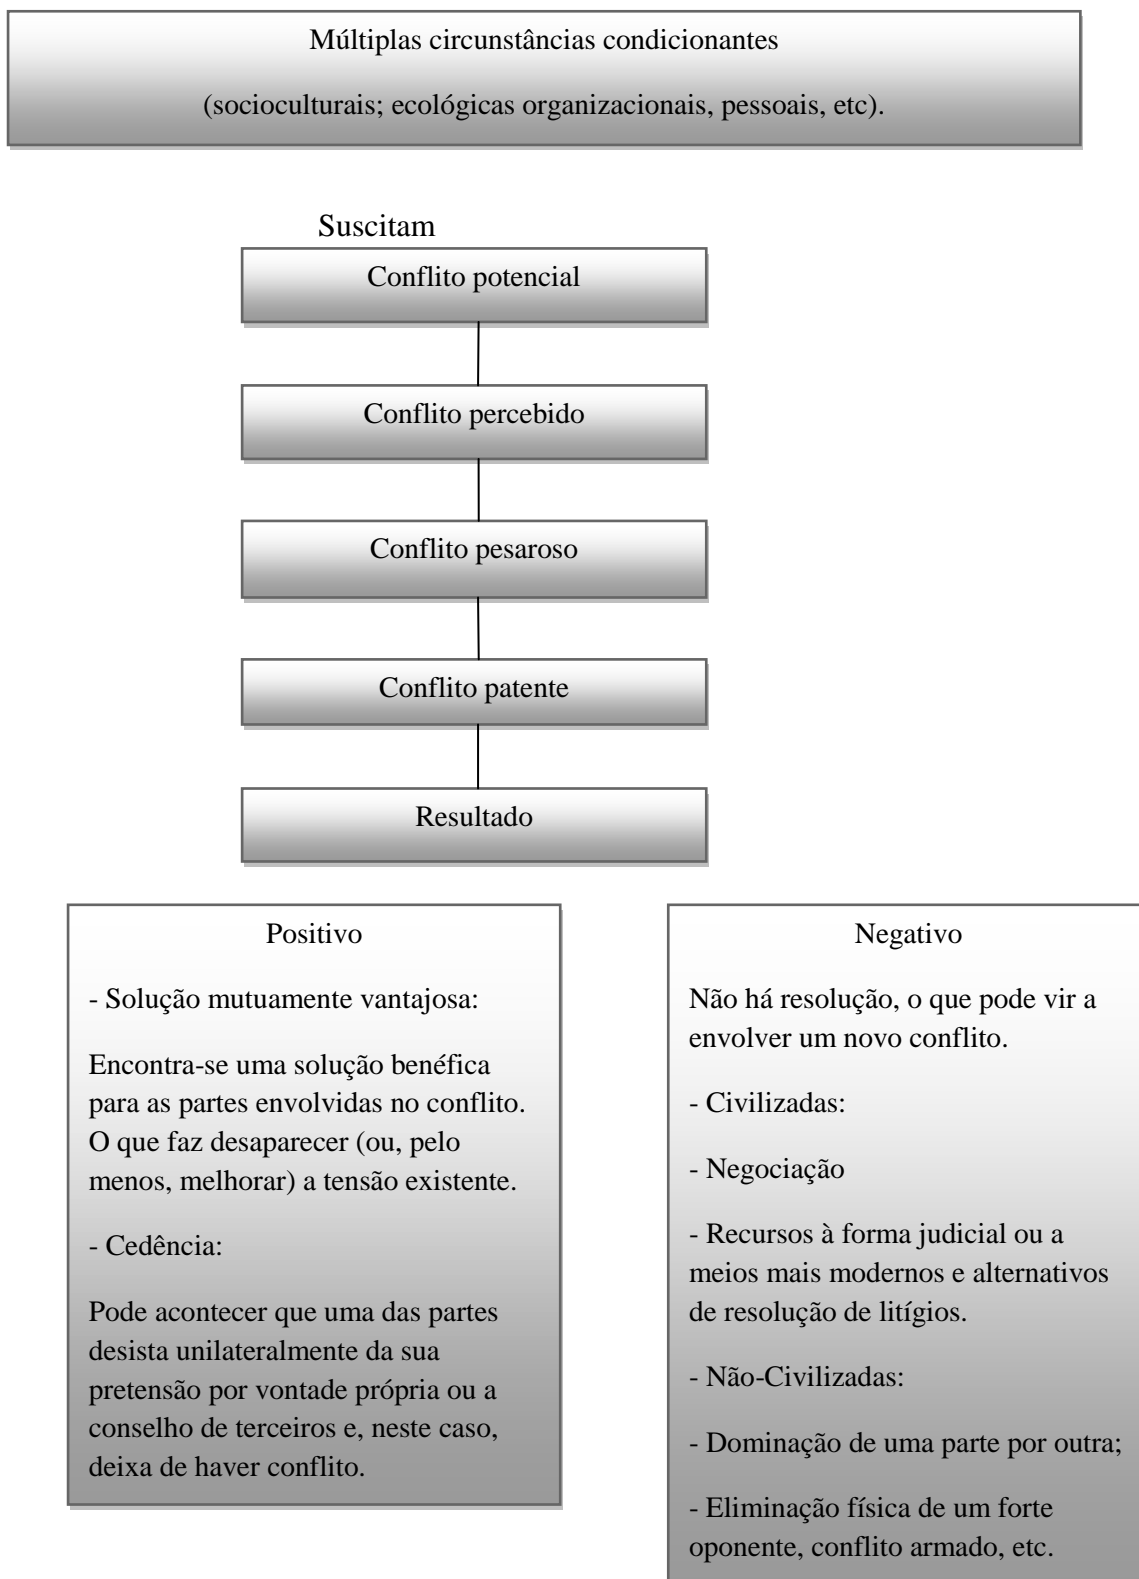 Múltiplas circunstâncias condicionantes
(socioculturais; ecológicas organizacionais, pessoais, etc).
Suscitam
Conflito potencial
Conflito percebido
Conflito pesaroso
Conflito patente
Resultado
Positivo
- Solução mutuamente vantajosa:
Encontra-se uma solução benéfica
para as partes envolvidas no conflito.
O que faz desaparecer (ou, pelo
menos, melhorar) a tensão existente.
- Cedência:
Pode acontecer que uma das partes
desista unilateralmente da sua
pretensão por vontade própria ou a
conselho de terceiros e, neste caso,
deixa de haver conflito.
Negativo
Não há resolução, o que pode vir a
envolver um novo conflito.
- Civilizadas:
- Negociação
- Recursos à forma judicial ou a
meios mais modernos e alternativos
de resolução de litígios.
- Não-Civilizadas:
- Dominação de uma parte por outra;
- Eliminação física de um forte
oponente, conflito armado, etc.